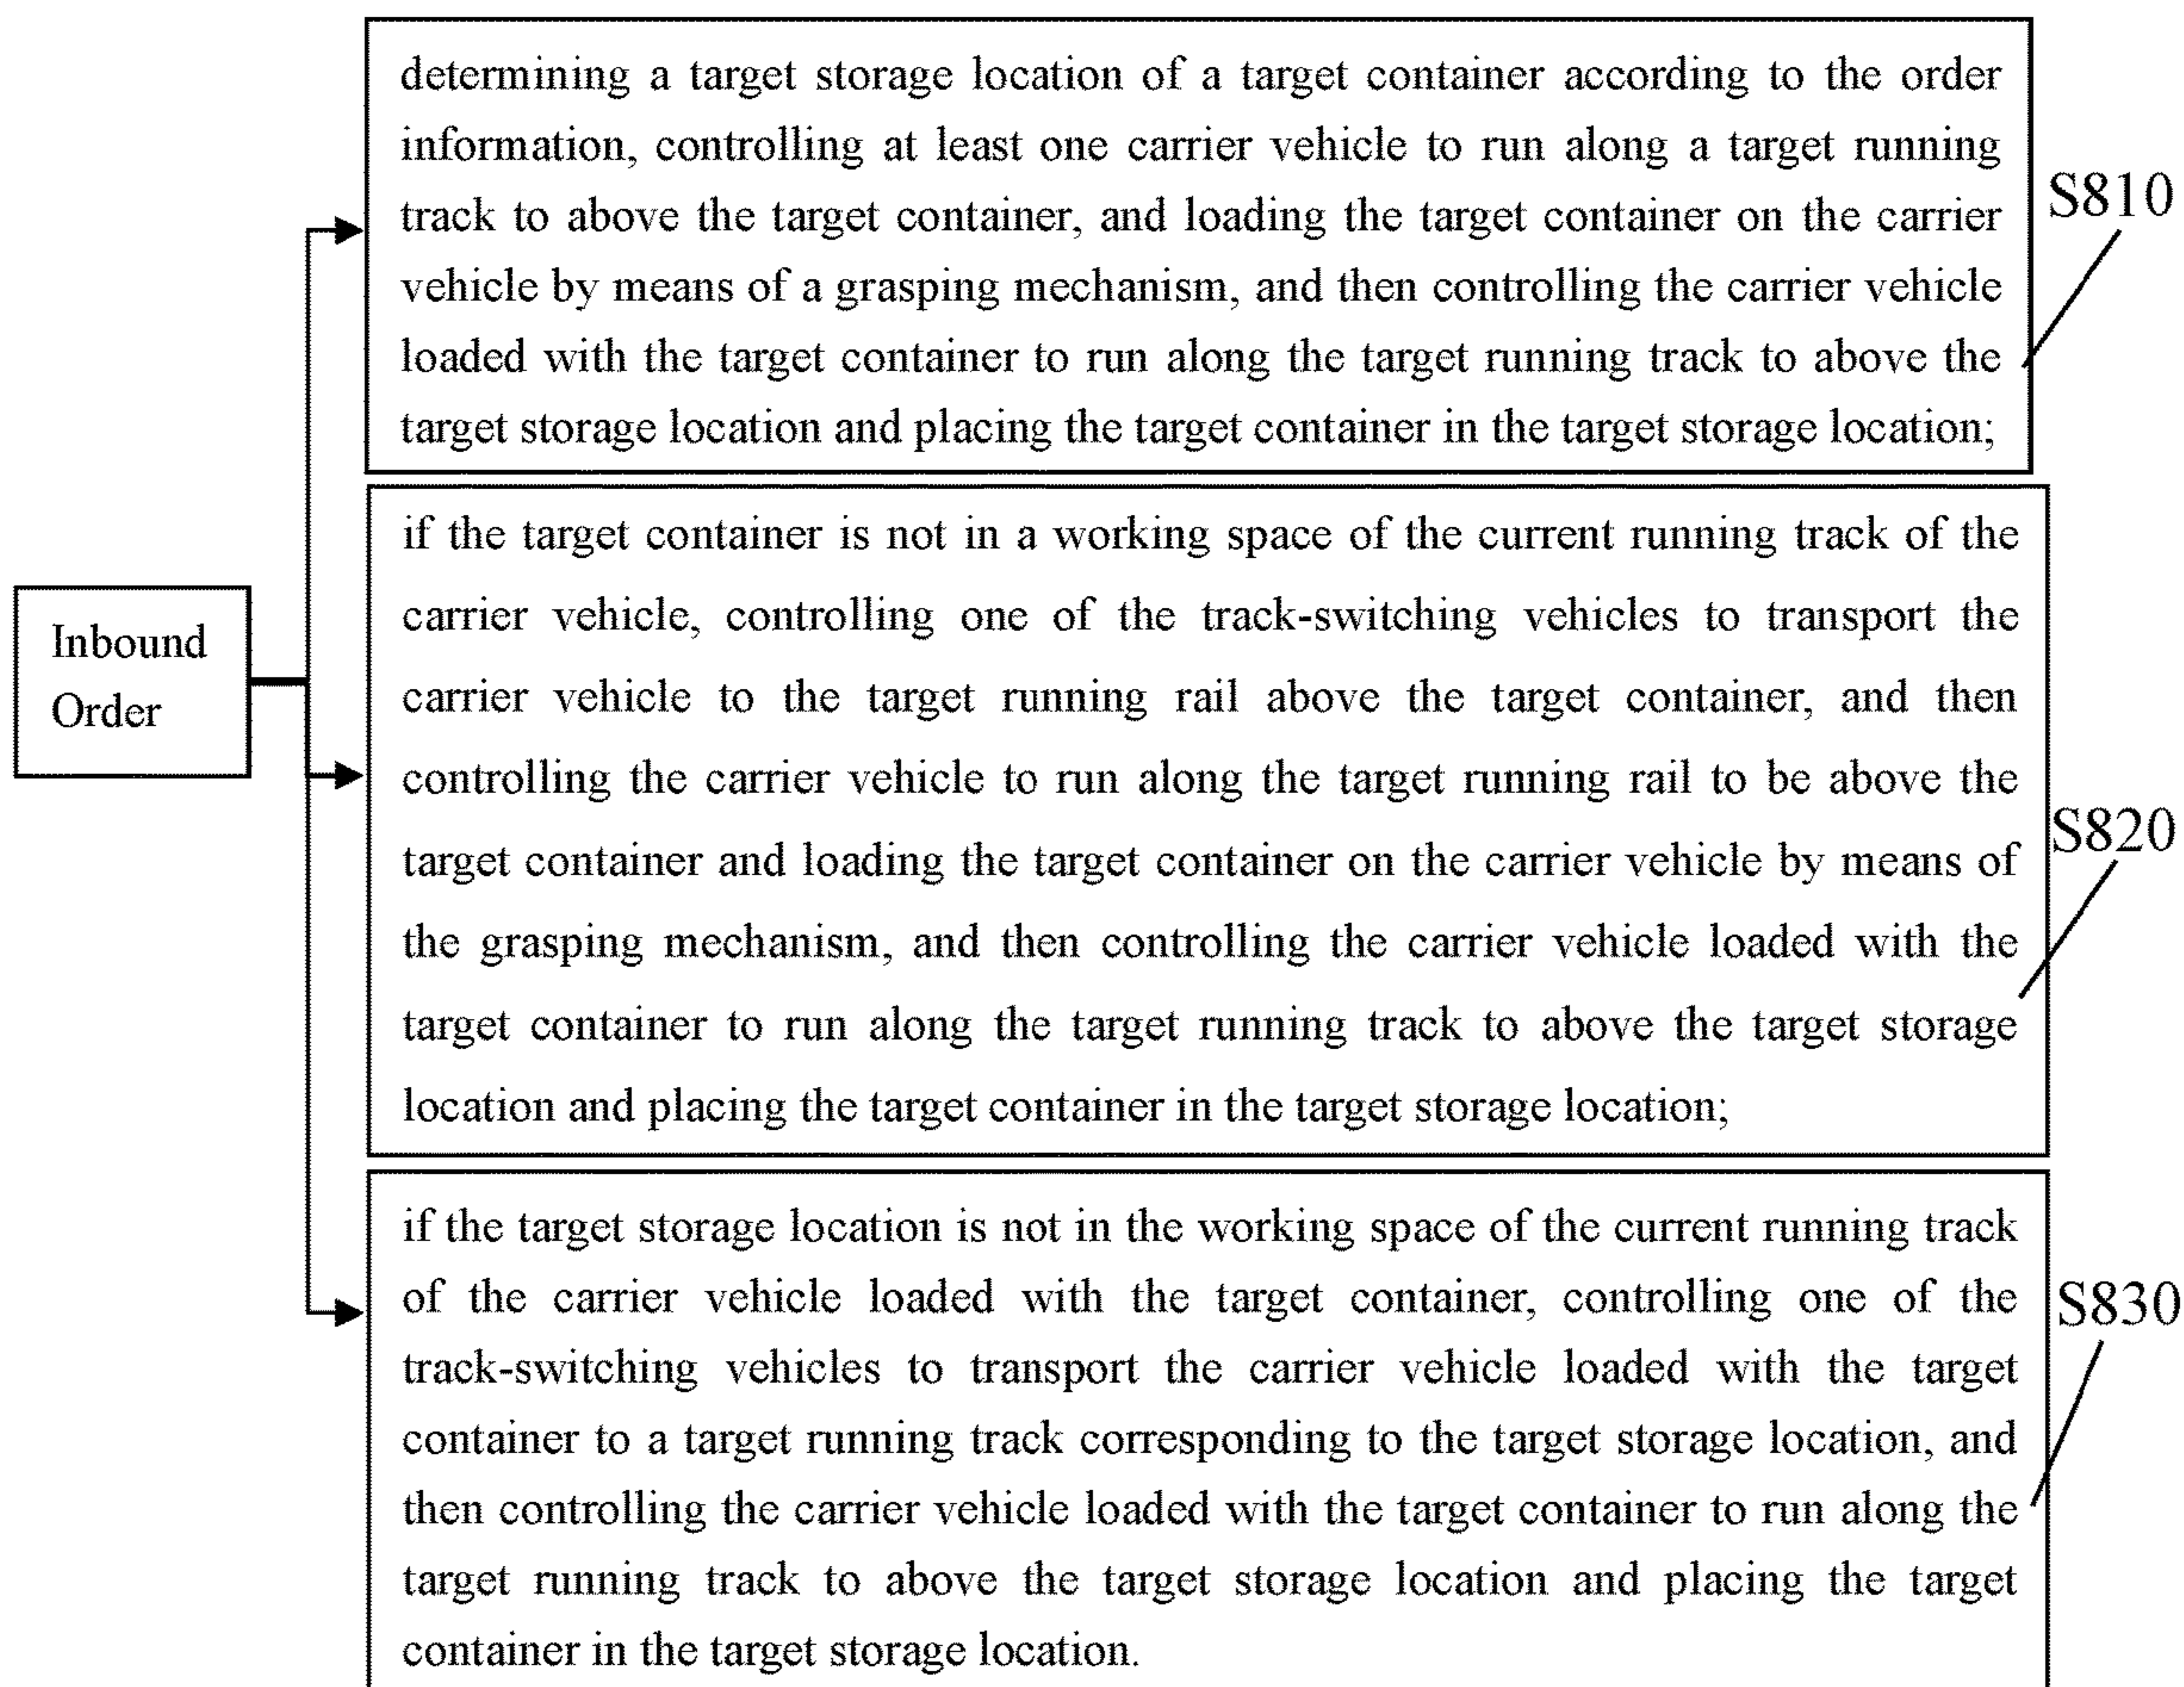 determining a target storage location of a target container according to the order
information, controlling at least one carrier vehicle to run along a target running
track to above the target container, and loading the target container on the carrier
vehicle by means of a grasping mechanism, and then controlling the carrier vehicle
loaded with the target container to run along the target running track to above the
target storage location and placing the target container in the target storage location;
S810
Inbound
Order
if the target container is not in a working space of the current running track of the
carrier vehicle, controlling one of the track-switching vehicles to transport the
carrier vehicle to the target running rail above the target container, and then
controlling the carrier vehicle to run along the target running rail to be above the
target container and loading the target container on the carrier vehicle by means of
the grasping mechanism, and then controlling the carrier vehicle loaded with the
target container to run along the target running track to above the target storage
location and placing the target container in the target storage location;
S820
if the target storage location is not in the working space of the current running track
of the carrier vehicle loaded with the target container, controlling one of the
track-switching vehicles to transport the carrier vehicle loaded with the target
container to a target running track corresponding to the target storage location, and
then controlling the carrier vehicle loaded with the target container to run along the
target running track to above the target storage location and placing the target
container in the target storage location.
S830